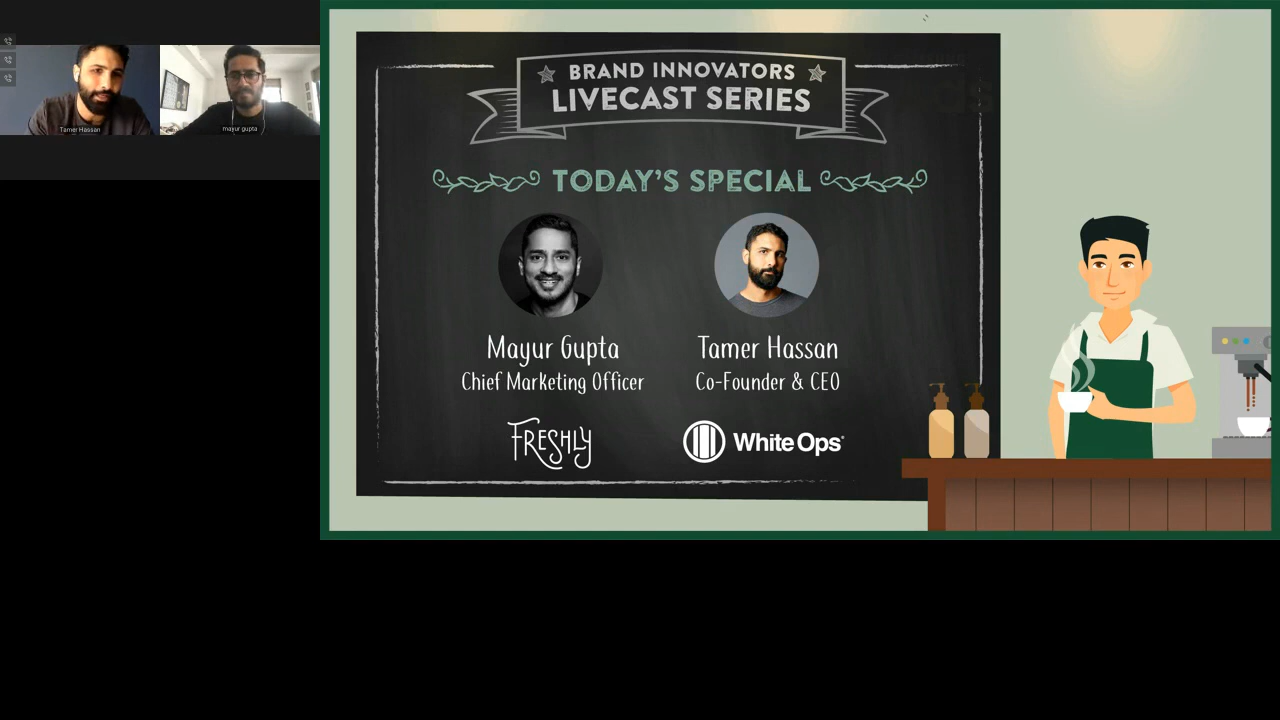 Tamer Hassan
mayur gupta
BRAND INNOVATORS
LIVECAST SERIES
TODAY'S SPECIAL
Mayur Gupta
Chief Marketing Officer
FRESHLY
Tamer Hassan
Co-Founder & CEO
White Ops